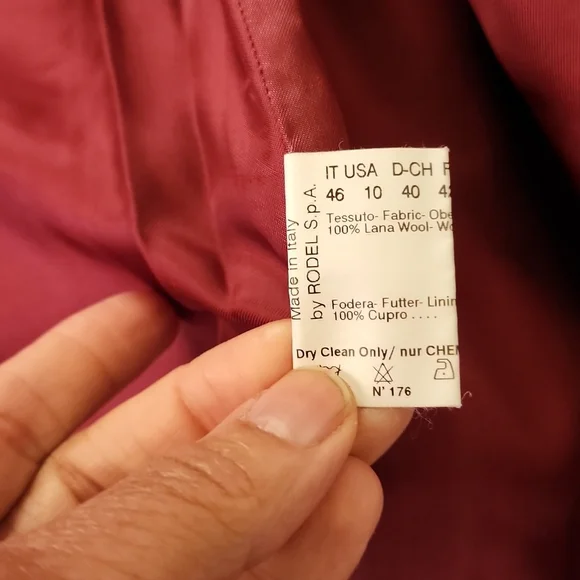 IT USA D-CH F
46 10 40 42
Tessuto- Fabric- Obe
100% Lana Wool- Wo
Made in Italy
by RODEL S.p.A.
Fodera- Futter- Linin
100% Cupro ....
Dry Clean Only/ nur CHEM
N° 176